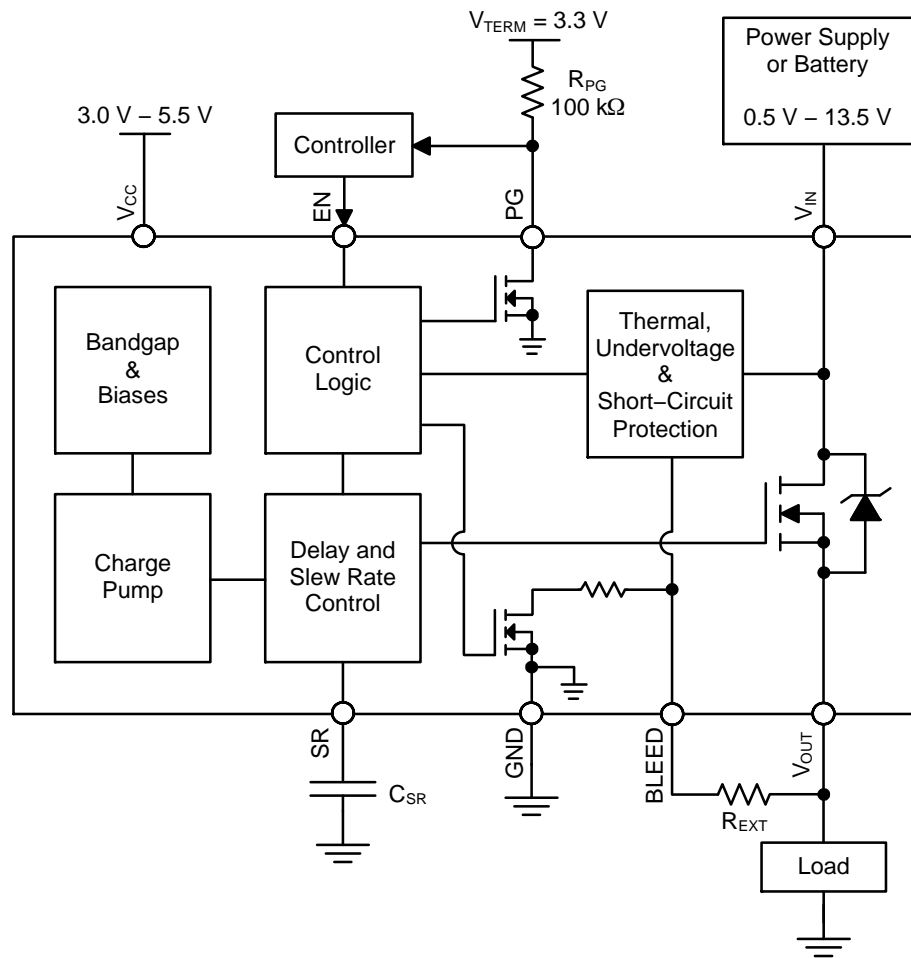 V_TERM = 3.3 V
Power Supply
or Battery
0.5 V − 13.5 V
R_PG
100 kΩ
3.0 V − 5.5 V
Controller
V_CC
EN
PG
V_IN
Bandgap
&
Biases
Control
Logic
Thermal,
Undervoltage
&
Short−Circuit
Protection
Charge
Pump
Delay and
Slew Rate
Control
SR
GND
BLEED
V_OUT
C_SR
R_EXT
Load